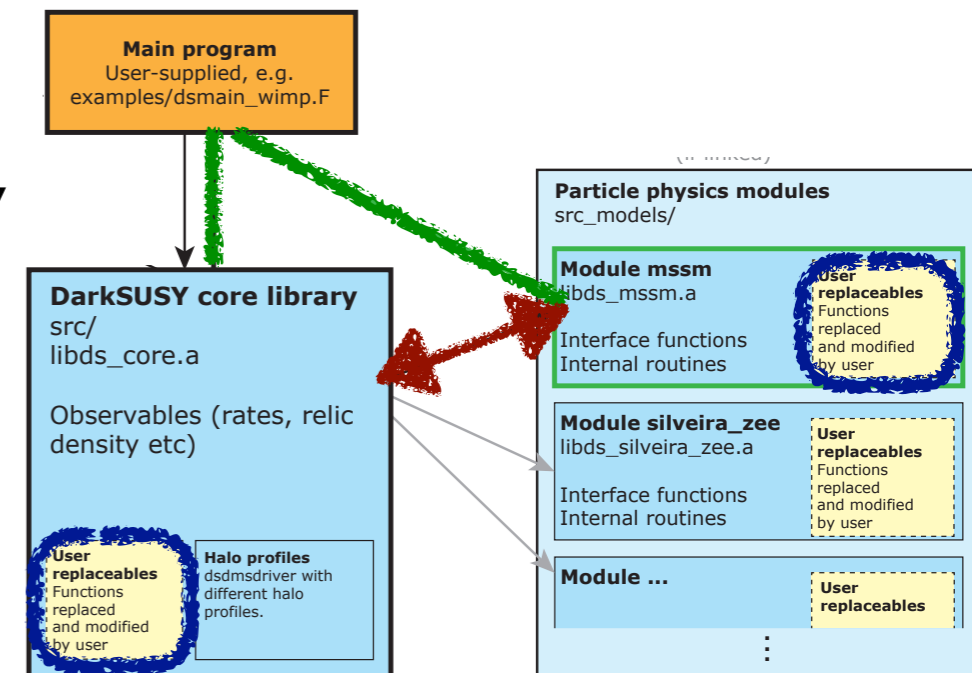 Main program
User-supplied, e.g.
examples/dsmain_wimp.F
Particle physics modules
src_models/
Module mssm
libds_mssm.a
Interface functions
Internal routines
User
replaceables
Functions
replaced
and modified
by user
DarkSUSY core library
src/
libds_core.a
Observables (rates, relic
density etc)
Module silveira_zee
libds_silveira_zee.a
Interface functions
Internal routines
User
replaceables
Functions
replaced
and modified
by user
User
replaceables
Functions
replaced
and modified
by user
Halo profiles
dsdmsdriver with
different halo
profiles.
Module ...
User
replaceables